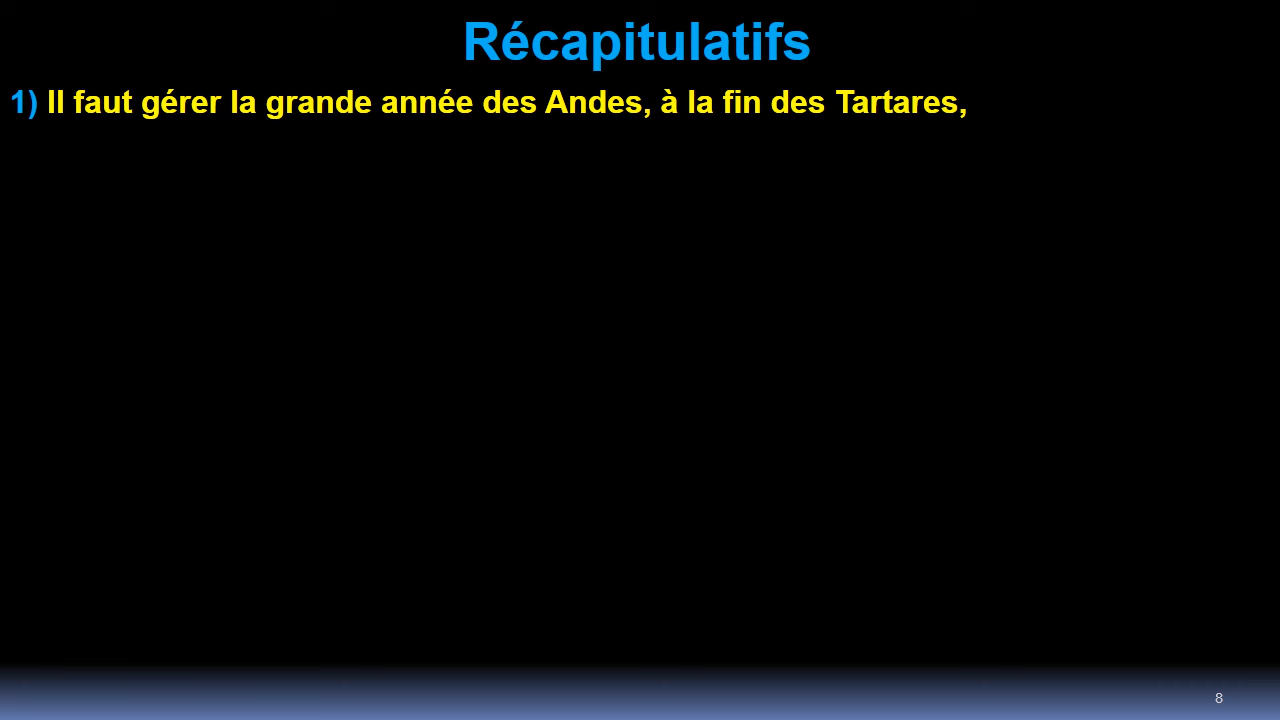 Récapitulatifs
1) Il faut gérer la grande année des Andes, à la fin des Tartares,
8